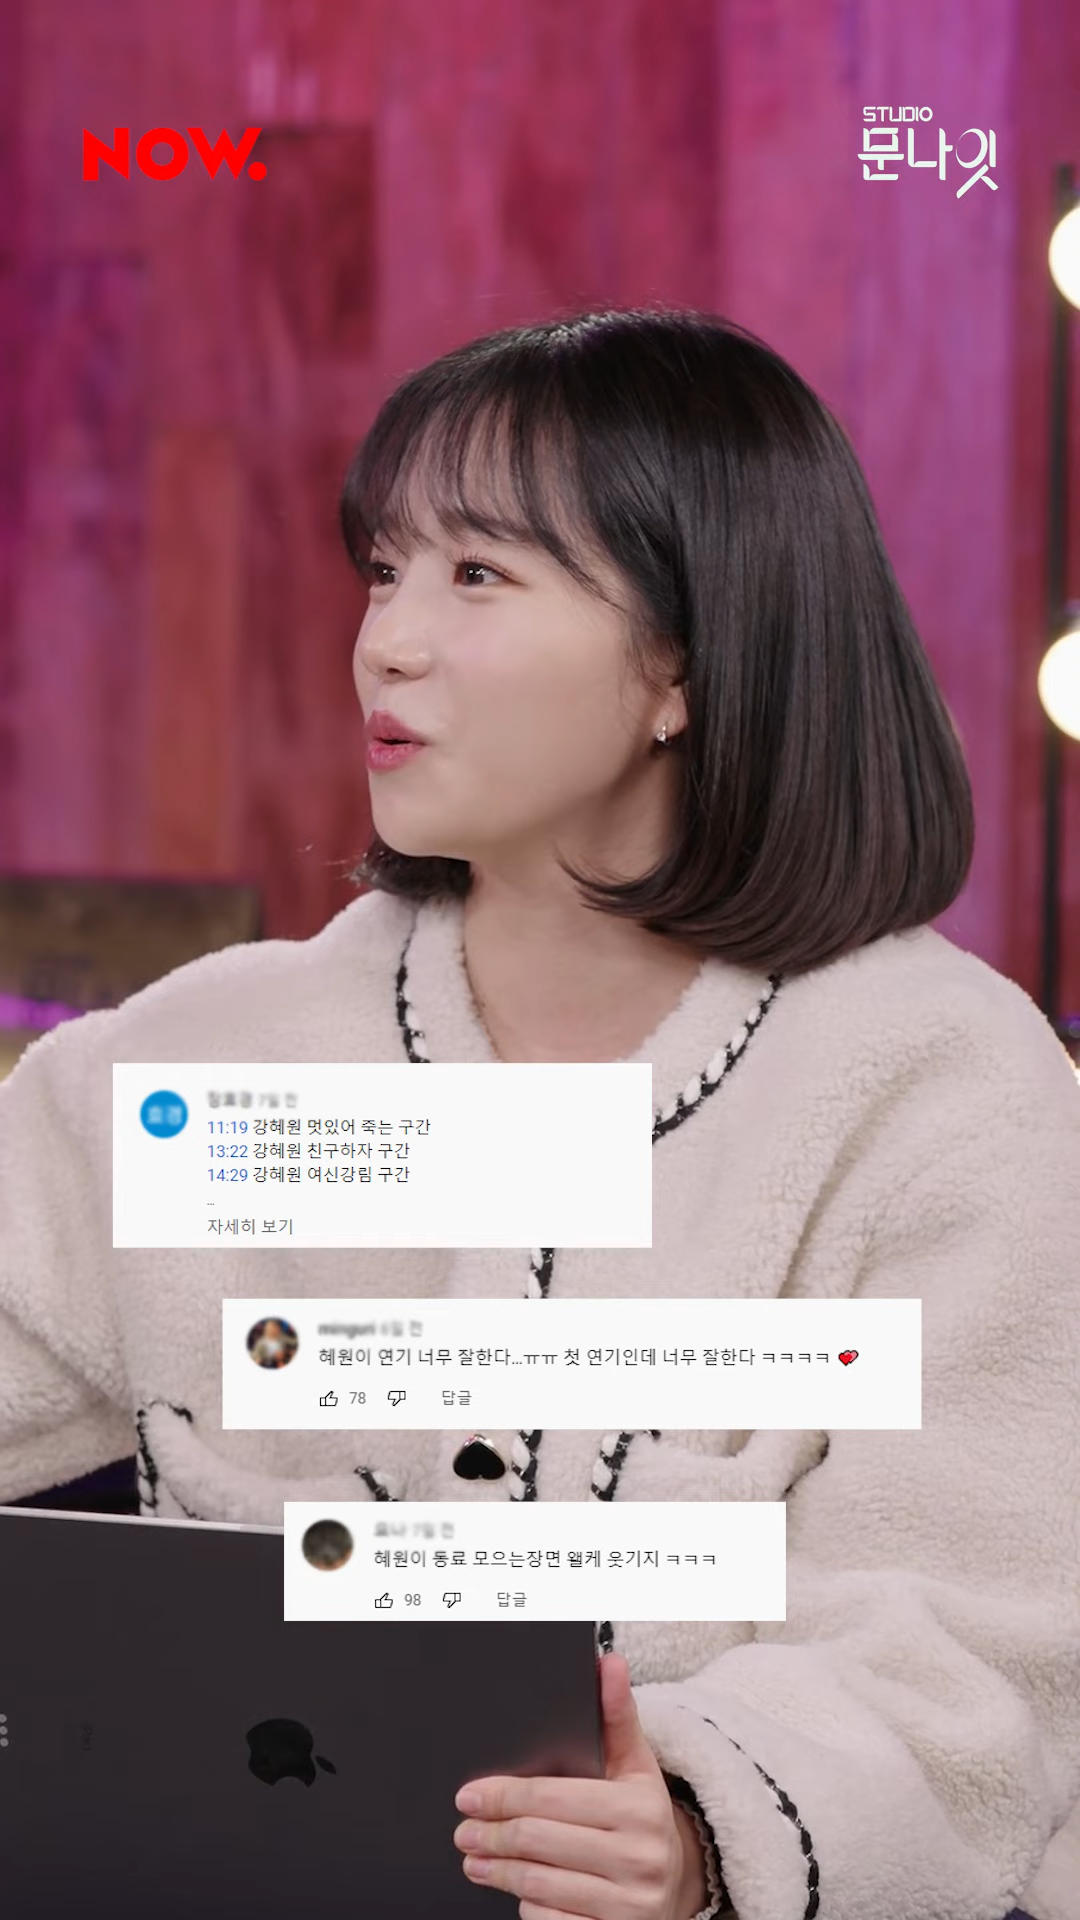 NOW.
STUDIO
문나잇
11:19 강혜원 멋있어 죽는 구간
13:22 강혜원 친구하자 구간
14:29 강혜원 여신강림 구간
...
자세히 보기
혜원이 연기 너무 잘한다...ㅠㅠ 첫 연기인데 너무 잘한다 ㅋㅋㅋㅋ 💕
78 답글
혜원이 동료 모으는장면 왤케 웃기지 ㅋㅋㅋ
98 답글